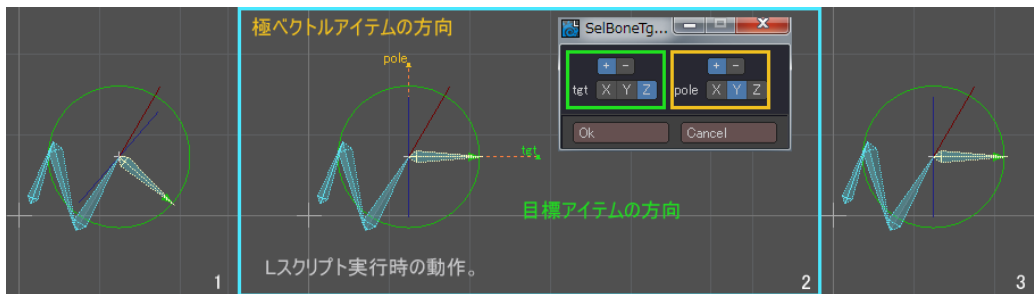 極ベクトルアイテムの方向
pole
SelBoneTg...
+ -
+ -
tgt X Y Z
pole X Y Z
Ok
Cancel
tgt
目標アイテムの方向
Lスクリプト実行時の動作。
1
2
3